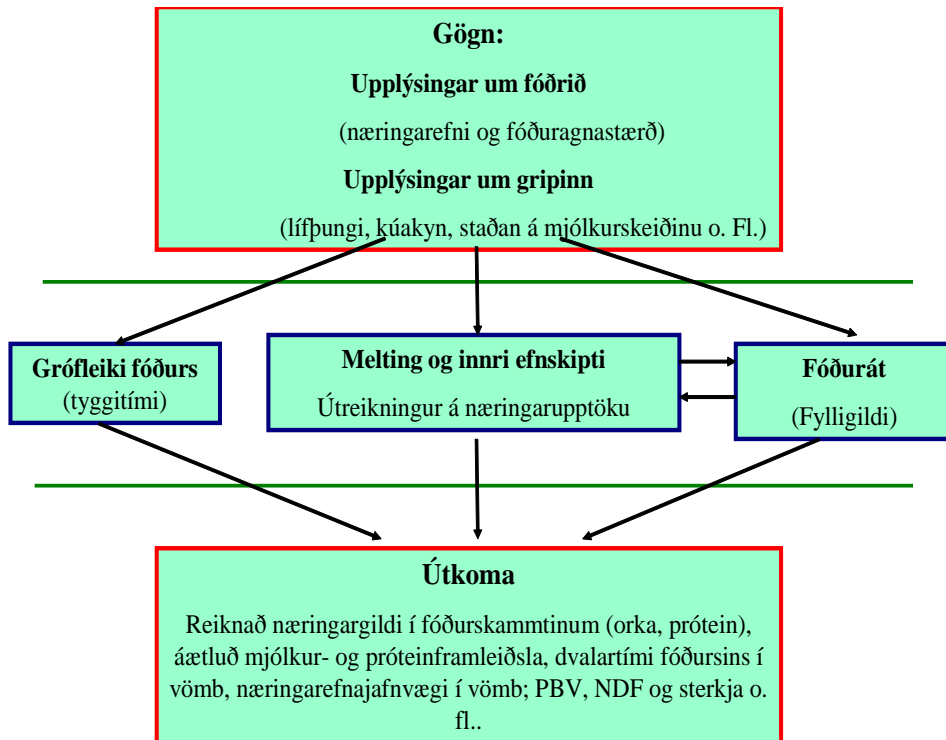 Gögn:
Upplýsingar um fóðrið
(næringarefni og fóðuragnastærð)
Upplýsingar um gripinn
(lífþungi, kúakyn, staðan á mjólkurskeiðinu o. Fl.)
Grófleiki fóðurs
(tyggitími)
Melting og innri efnskipti
Útreikningur á næringarupptöku
Fóðurát
(Fylligildi)
Útkoma
Reiknað næringargildi í fóðurskammtinum (orka, prótein),
áætluð mjólkur- og próteinframleiðsla, dvalartími fóðursins í
vömb, næringarefnajafnvægi í vömb; PBV, NDF og sterkja o.
fl..